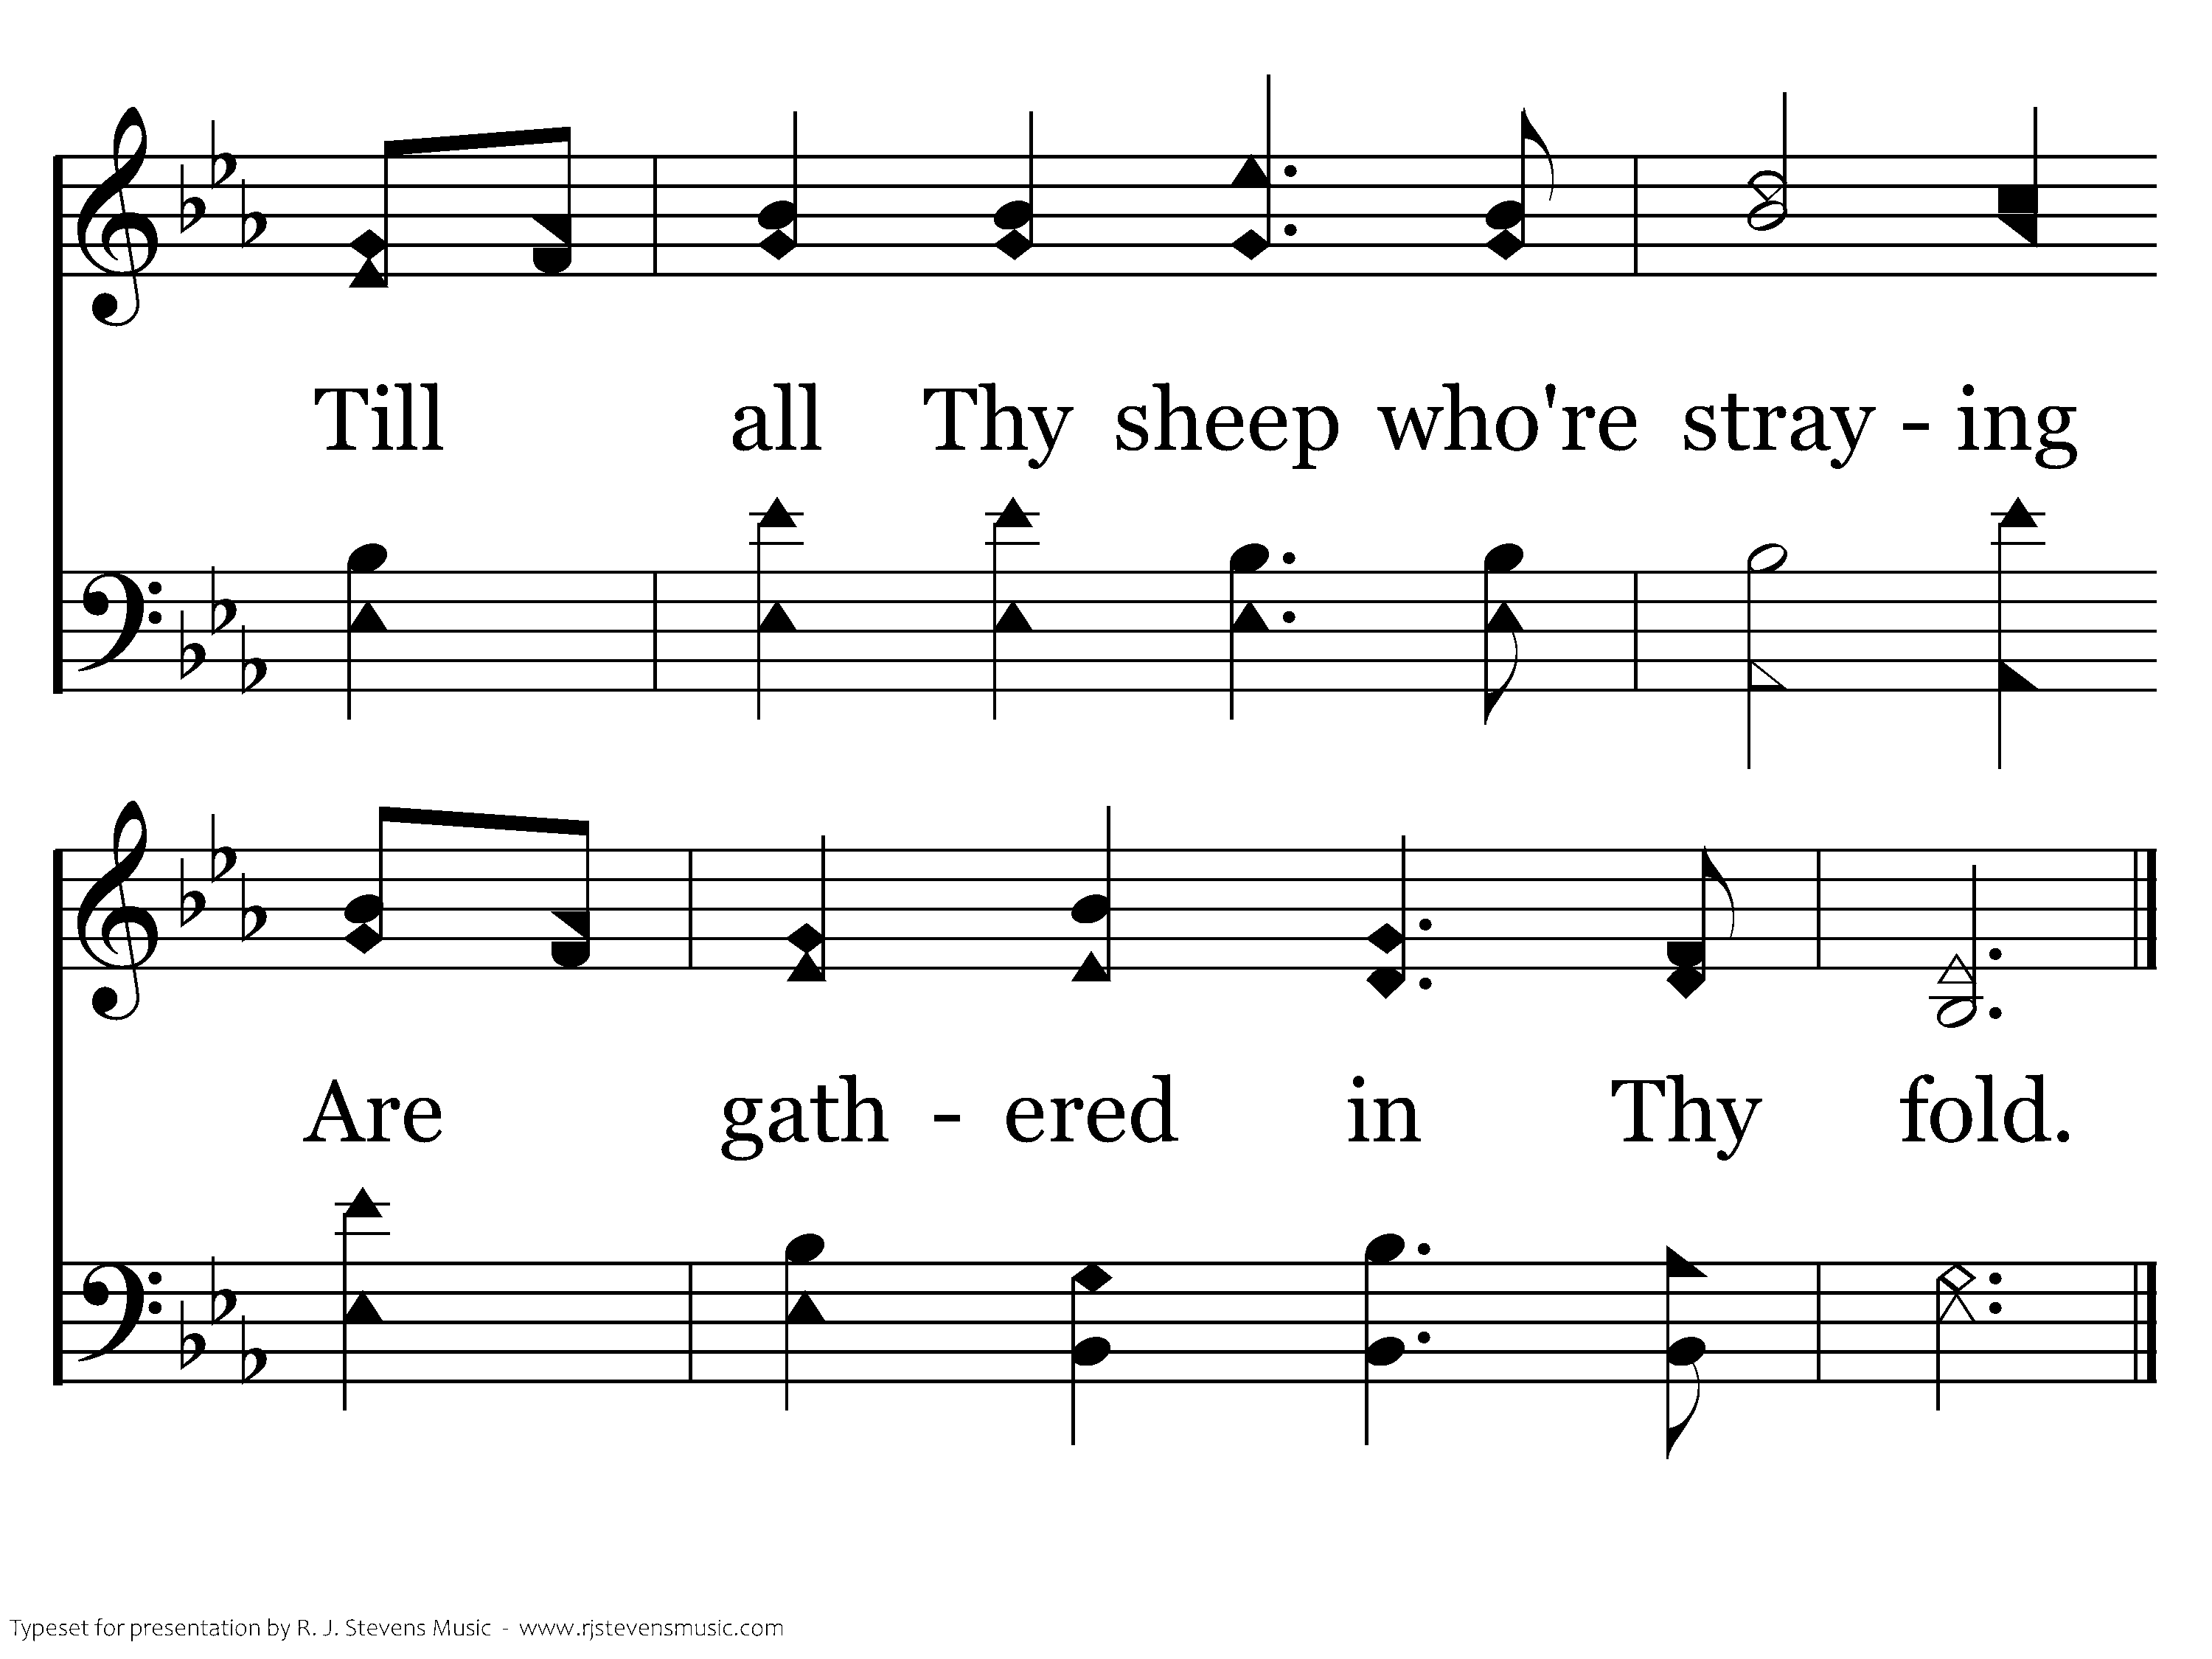 Till all Thy sheep who're stray - ing
Are gath - ered in Thy fold.
Typeset for presentation by R. J. Stevens Music - www.rjstevensmusic.com